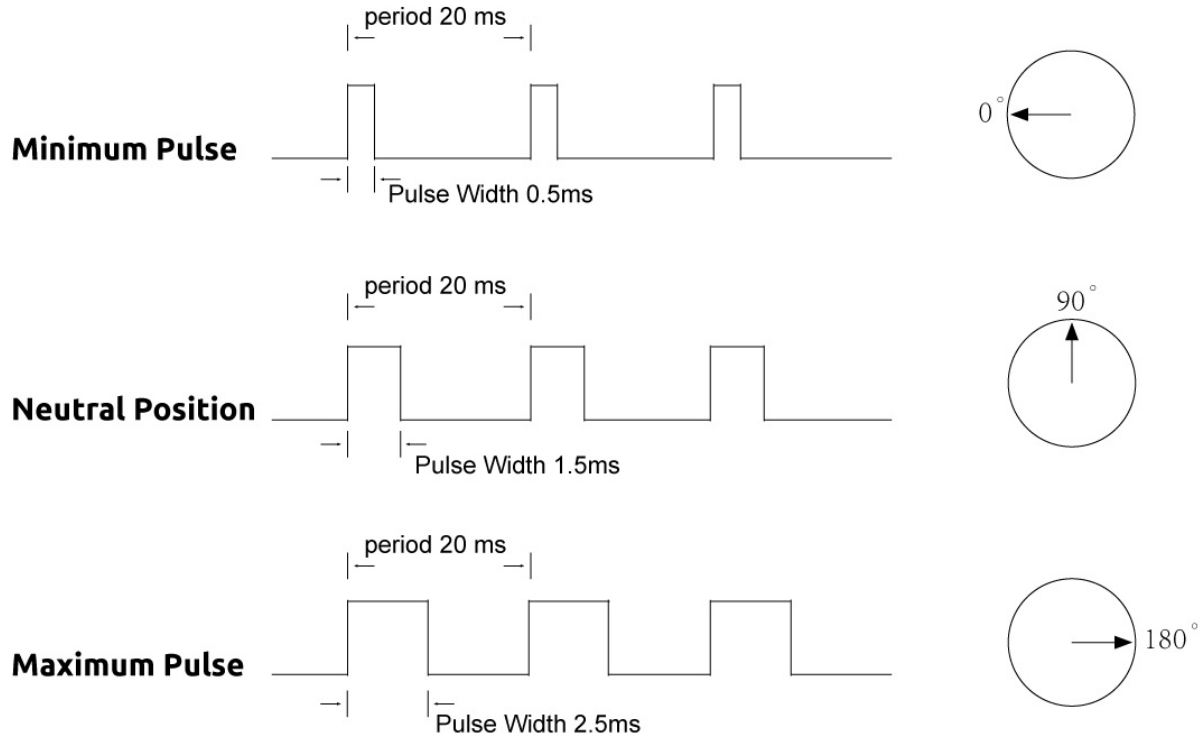 period 20 ms
0°
Minimum Pulse
Pulse Width 0.5ms
period 20 ms
90°
Neutral Position
Pulse Width 1.5ms
period 20 ms
180°
Maximum Pulse
Pulse Width 2.5ms